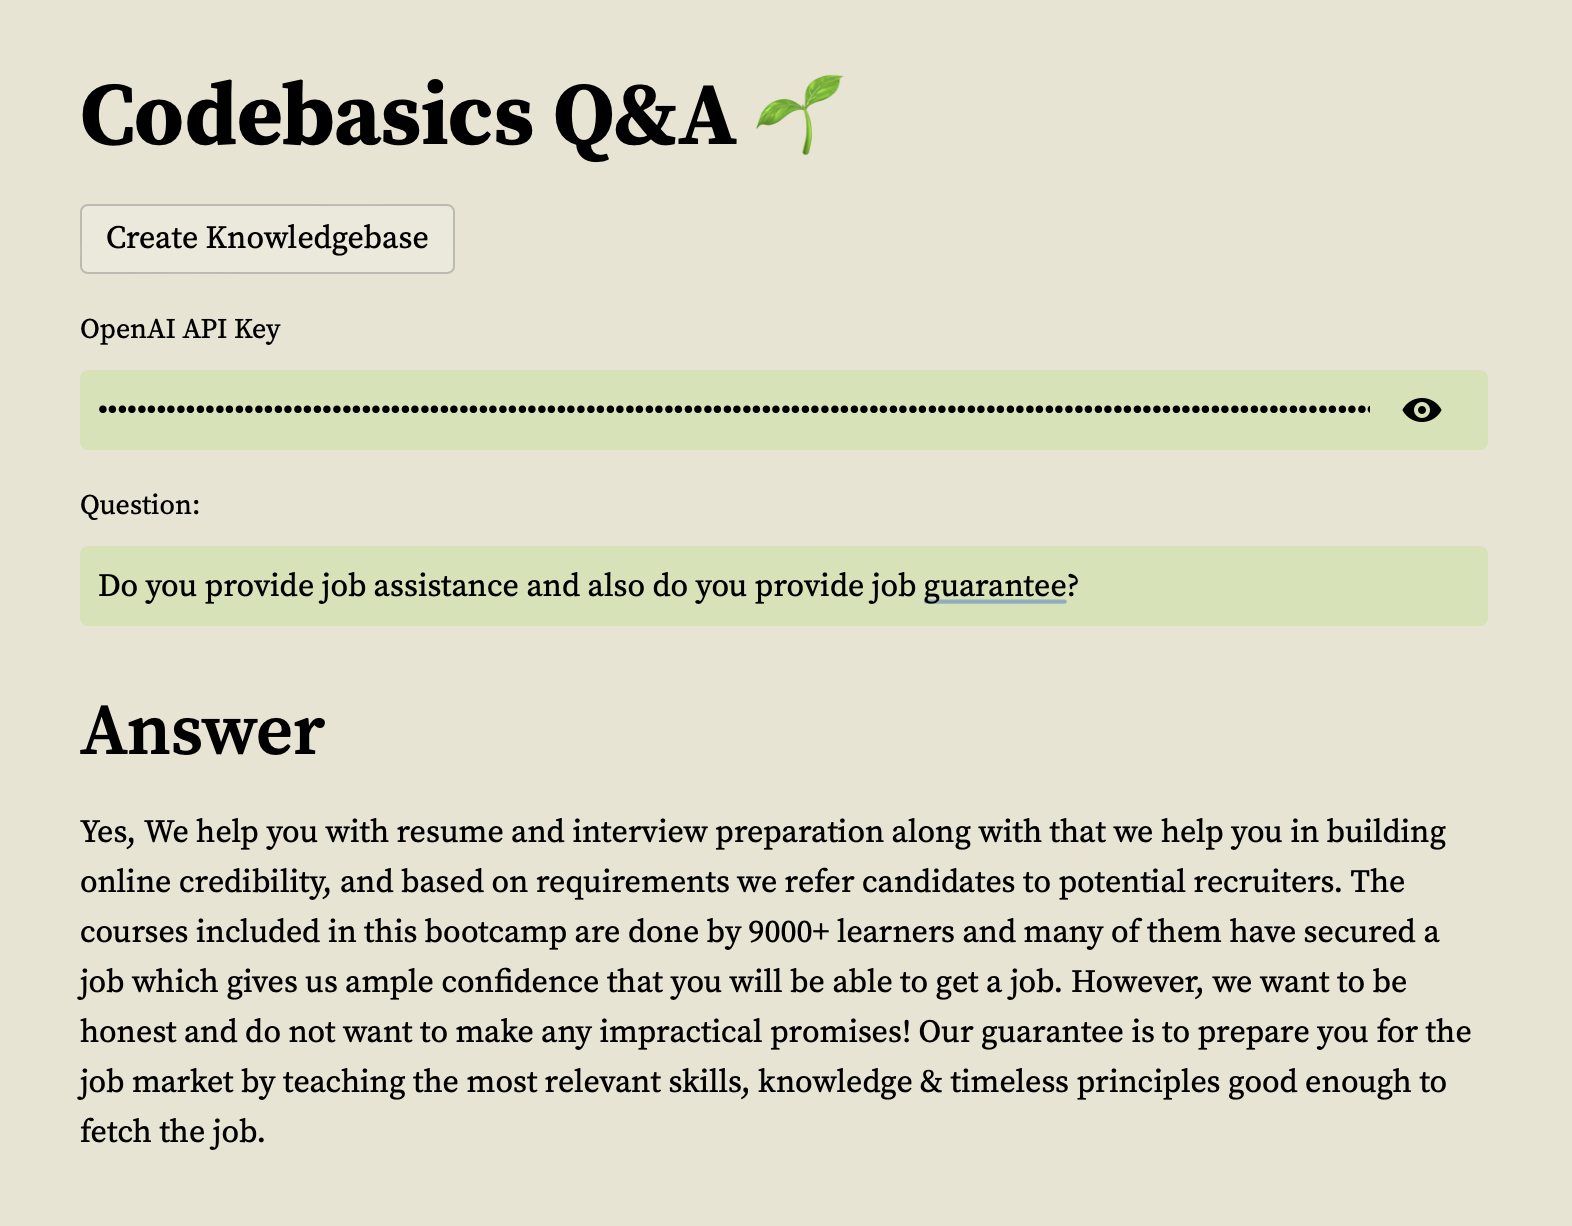 Codebasics Q&A 🌱
Create Knowledgebase
OpenAI API Key
Question:
Do you provide job assistance and also do you provide job guarantee?
Answer
Yes, We help you with resume and interview preparation along with that we help you in building
online credibility, and based on requirements we refer candidates to potential recruiters. The
courses included in this bootcamp are done by 9000+ learners and many of them have secured a
job which gives us ample confidence that you will be able to get a job. However, we want to be
honest and do not want to make any impractical promises! Our guarantee is to prepare you for the
job market by teaching the most relevant skills, knowledge & timeless principles good enough to
fetch the job.